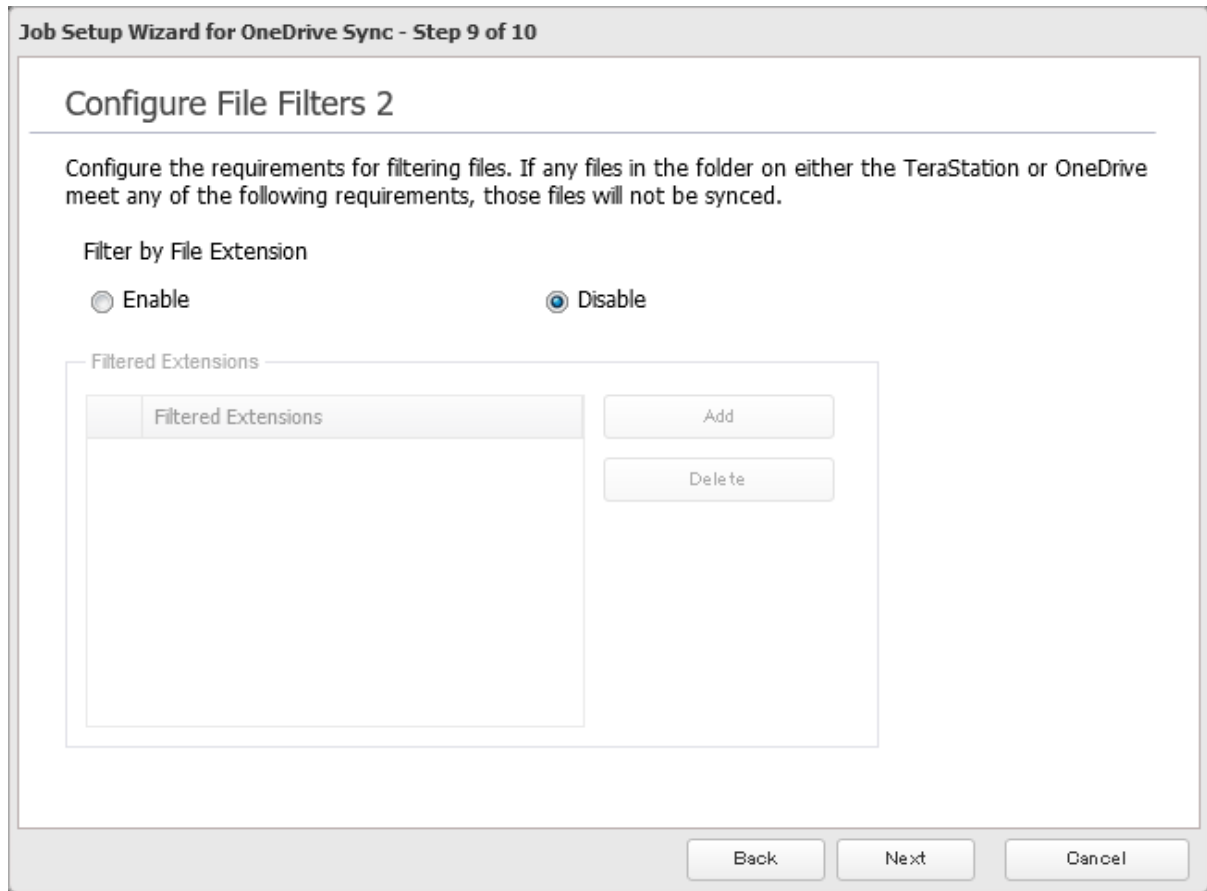 Job Setup Wizard for OneDrive Sync - Step 9 of 10
Configure File Filters 2
Configure the requirements for filtering files. If any files in the folder on either the TeraStation or OneDrive
meet any of the following requirements, those files will not be synced.
Filter by File Extension
Enable
Disable
Filtered Extensions
Filtered Extensions
Add
Delete
Back
Next
Cancel